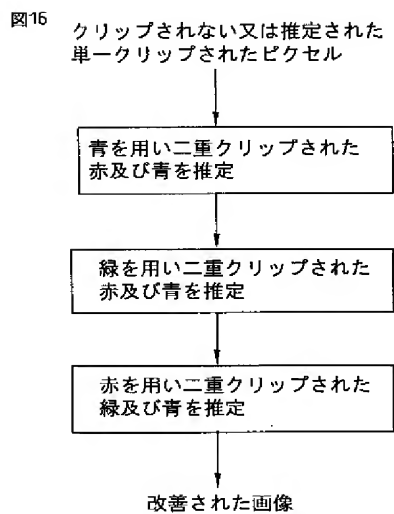 図16
クリップされない又は推定された
単一クリップされたピクセル
青を用い二重クリップされた
赤及び青を推定
緑を用い二重クリップされた
赤及び青を推定
赤を用い二重クリップされた
緑及び青を推定
改善された画像